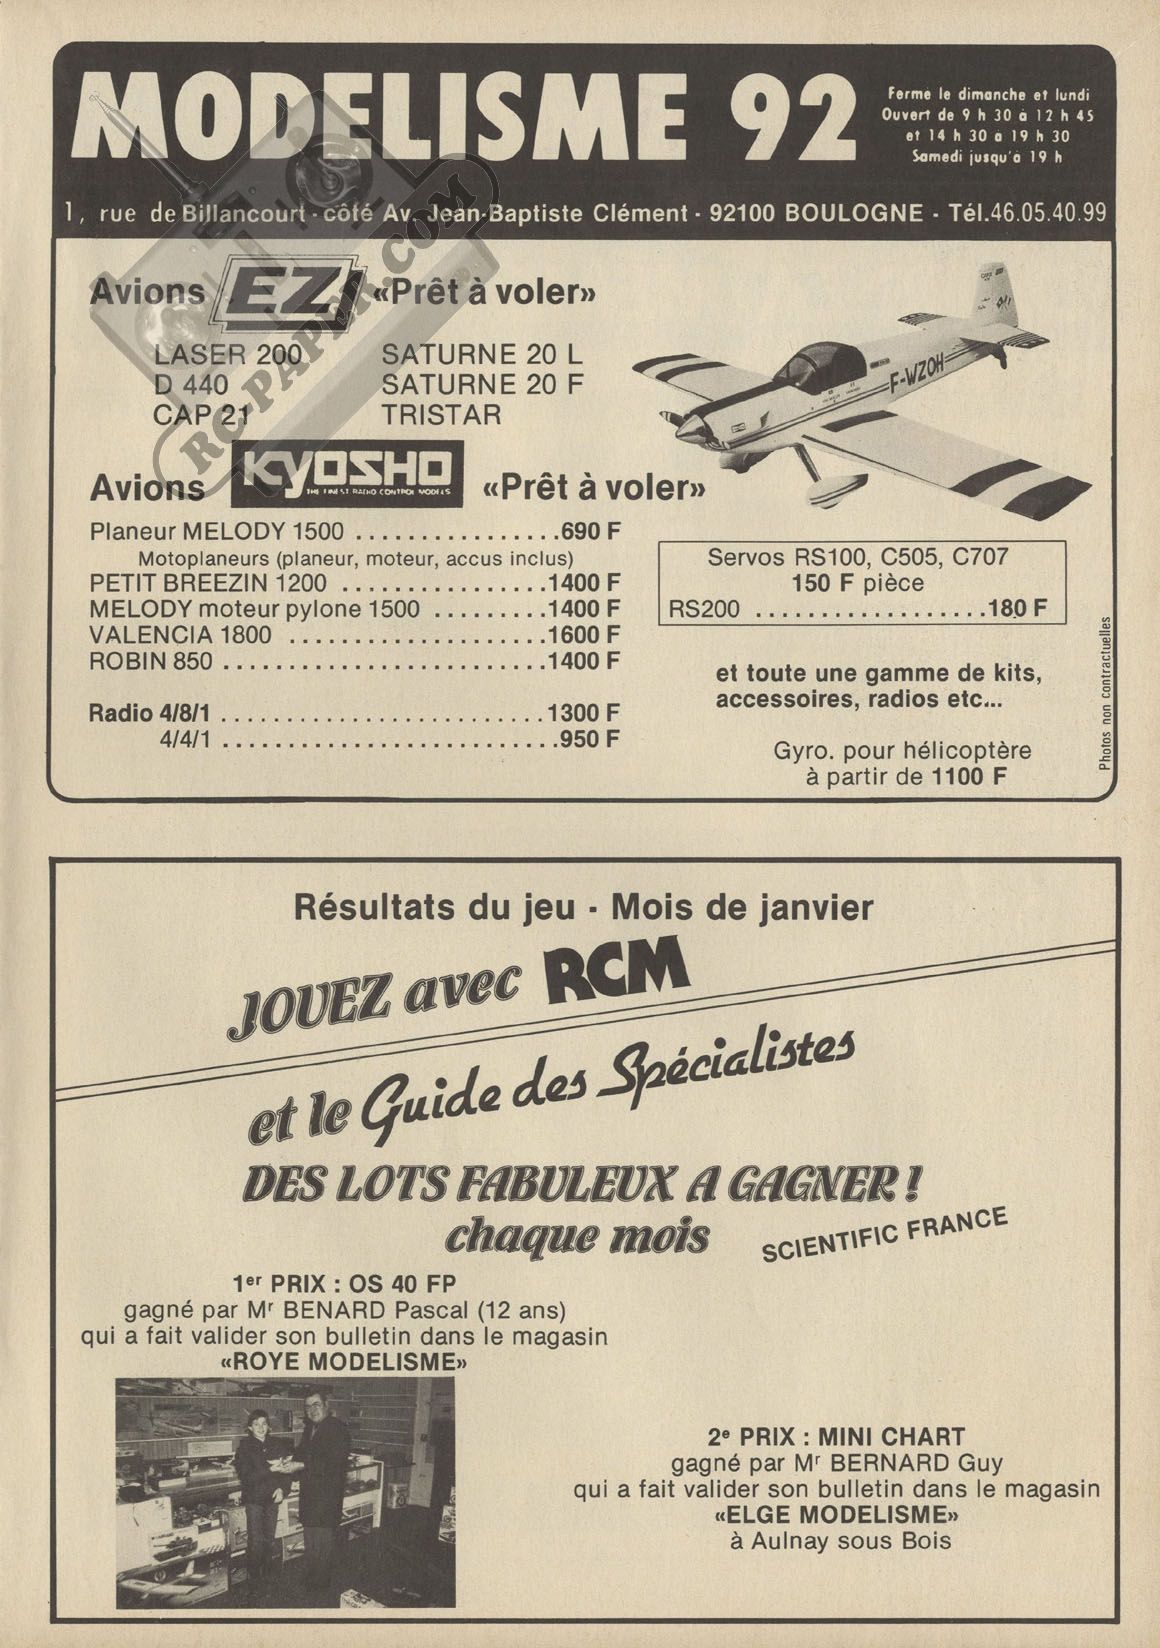 MODELISME 92
Fermé le dimanche et lundi
Ouvert de 9 h 30 à 12 h 45
et 14 h 30 à 19 h 30
Samedi jusqu'à 19 h
1, rue de Billancourt - côté Av. Jean-Baptiste Clément - 92100 BOULOGNE - Tél.46.05.40.99
Avions EZ «Prêt à voler»
LASER 200 SATURNE 20 L
D 440 SATURNE 20 F
CAP 21 TRISTAR
F-WZOH
RC-PAPER.COM
Avions KYOSHO «Prêt à voler»
THE FINEST RADIO CONTROL MODELS
Planeur MELODY 1500 ................690 F
Motoplaneurs (planeur, moteur, accus inclus)
PETIT BREEZIN 1200 ................1400 F
MELODY moteur pylone 1500 .........1400 F
VALENCIA 1800 ....................1600 F
ROBIN 850 .........................1400 F
Radio 4/8/1 .........................1300 F
4/4/1 ..........................950 F
Servos RS100, C505, C707
150 F pièce
RS200 ..................180 F
et toute une gamme de kits,
accessoires, radios etc...
Gyro. pour hélicoptère
à partir de 1100 F
Photos non contractuelles
Résultats du jeu - Mois de janvier
JOUEZ avec RCM
et le Guide des Spécialistes
DES LOTS FABULEUX A GAGNER !
chaque mois
SCIENTIFIC FRANCE
1er PRIX : OS 40 FP
gagné par Mr BENARD Pascal (12 ans)
qui a fait valider son bulletin dans le magasin
«ROYE MODELISME»
2e PRIX : MINI CHART
gagné par Mr BERNARD Guy
qui a fait valider son bulletin dans le magasin
«ELGE MODELISME»
à Aulnay sous Bois